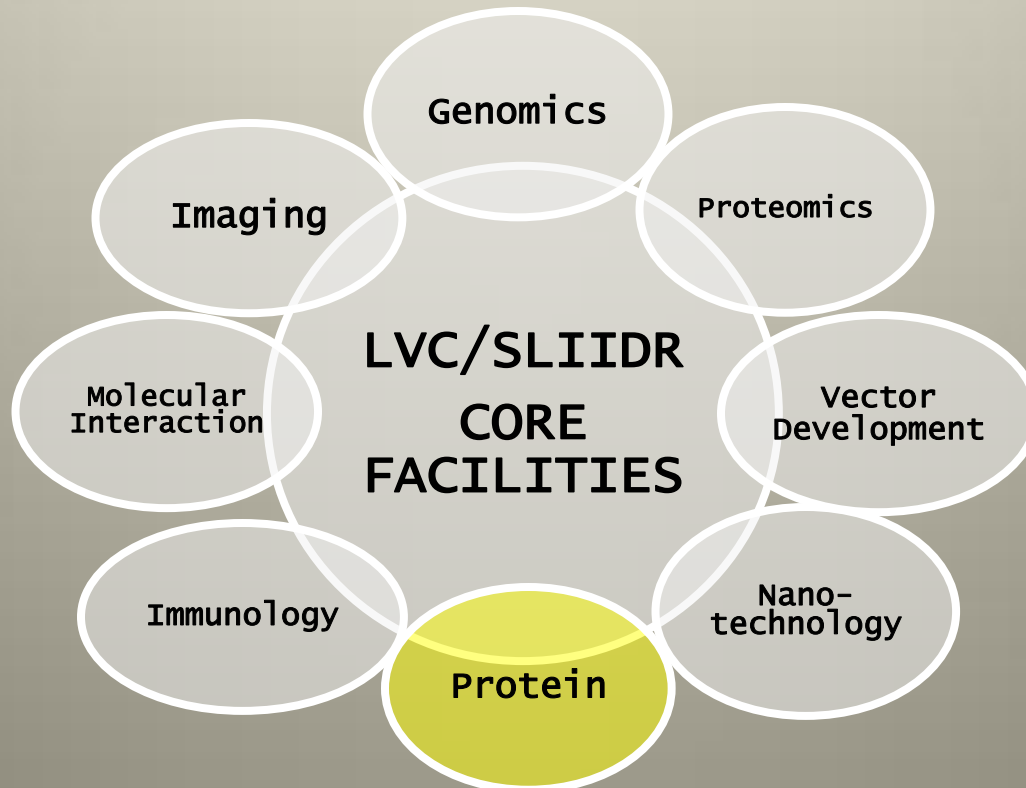 Genomics
Proteomics
Imaging
LVC/SLIIDR
CORE
FACILITIES
Molecular
Interaction
Vector
Development
Nano-
technology
Immunology
Protein